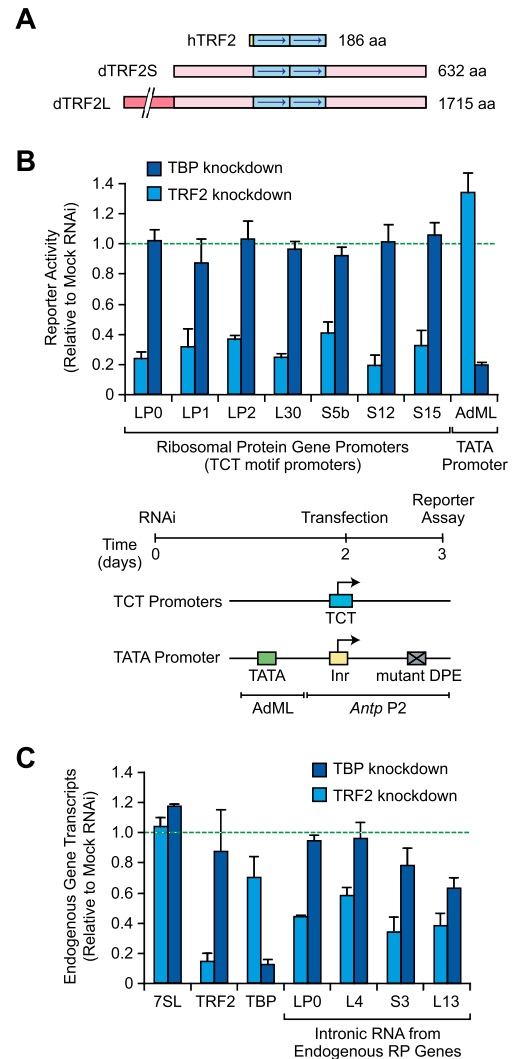 A
hTRF2 186 aa
dTRF2S 632 aa
dTRF2L 1715 aa
B
TBP knockdown
TRF2 knockdown
Reporter Activity
(Relative to Mock RNAi)
1.4
1.2
1.0
0.8
0.6
0.4
0.2
0
LP0 LP1 LP2 L30 S5b S12 S15 AdML
Ribosomal Protein Gene Promoters
(TCT motif promoters)
TATA
Promoter
RNAi Transfection Reporter
Assay
Time
(days)
0 2 3
TCT Promoters
TCT
TATA Promoter
TATA Inr mutant DPE
AdML Antp P2
C
TBP knockdown
TRF2 knockdown
Endogenous Gene Transcripts
(Relative to Mock RNAi)
1.4
1.2
1.0
0.8
0.6
0.4
0.2
0
7SL TRF2 TBP LP0 L4 S3 L13
Intronic RNA from
Endogenous RP Genes